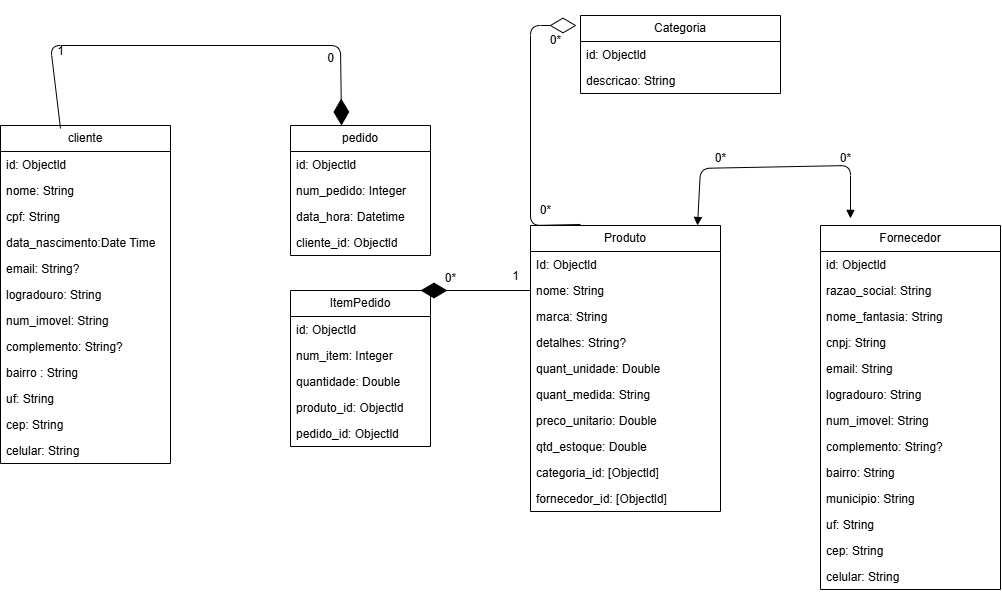 Categoria
id: ObjectId
descricao: String
0*
1
0
cliente
id: ObjectId
nome: String
cpf: String
data_nascimento:Date Time
email: String?
logradouro: String
num_imovel: String
complemento: String?
bairro : String
uf: String
cep: String
celular: String
pedido
id: ObjectId
num_pedido: Integer
data_hora: Datetime
cliente_id: ObjectId
ItemPedido
id: ObjectId
num_item: Integer
quantidade: Double
produto_id: ObjectId
pedido_id: ObjectId
0*
1
0*
0*
0*
Produto
Id: ObjectId
nome: String
marca: String
detalhes: String?
quant_unidade: Double
quant_medida: String
preco_unitario: Double
qtd_estoque: Double
categoria_id: [ObjectId]
fornecedor_id: [ObjectId]
Fornecedor
id: ObjectId
razao_social: String
nome_fantasia: String
cnpj: String
email: String
logradouro: String
num_imovel: String
complemento: String?
bairro: String
municipio: String
uf: String
cep: String
celular: String